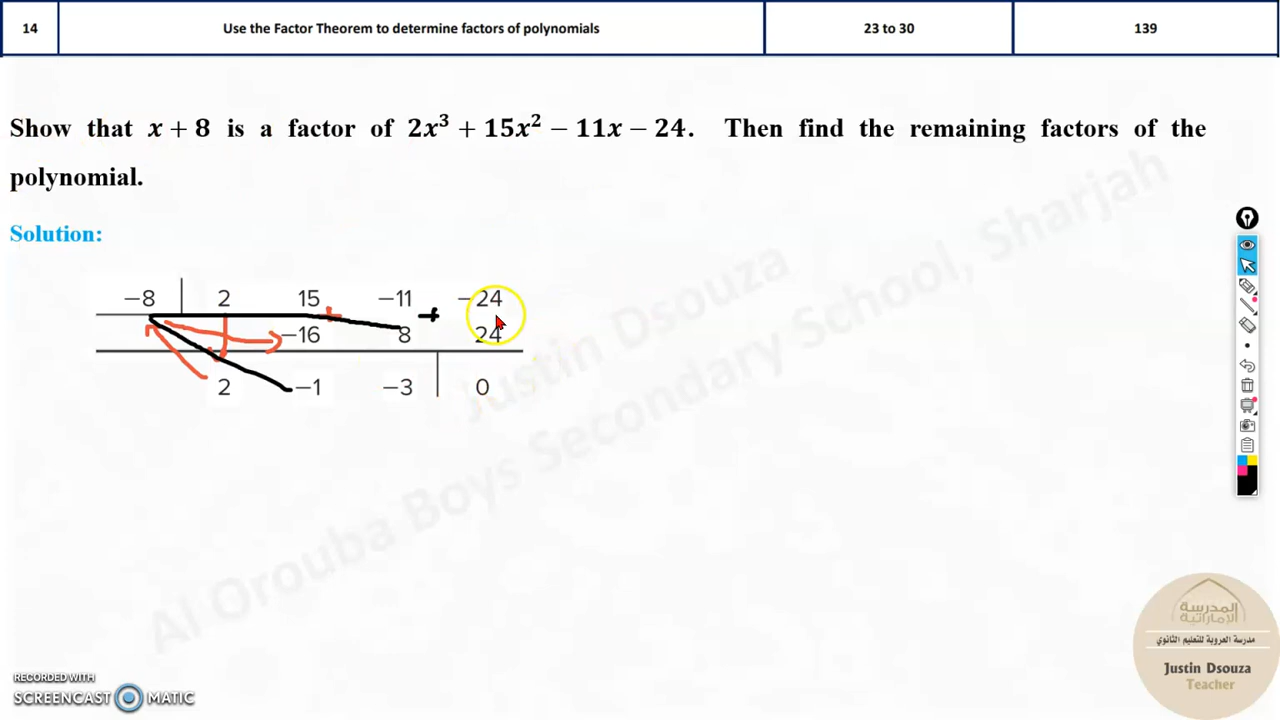 14 Use the Factor Theorem to determine factors of polynomials 23 to 30 139
Show that x + 8 is a factor of 2x³ + 15x² − 11x − 24. Then find the remaining factors of the
polynomial.
Solution:
−8 2 15 −11 −24
−16 8 24
2 −1 −3 0
Justin Dsouza
Al Orouba Boys Secondary School, Sharjah
المدرسة
الإماراتية
مدرسة العروبة للتعليم الثانوي
Justin Dsouza
Teacher
RECORDED WITH
SCREENCAST MATIC